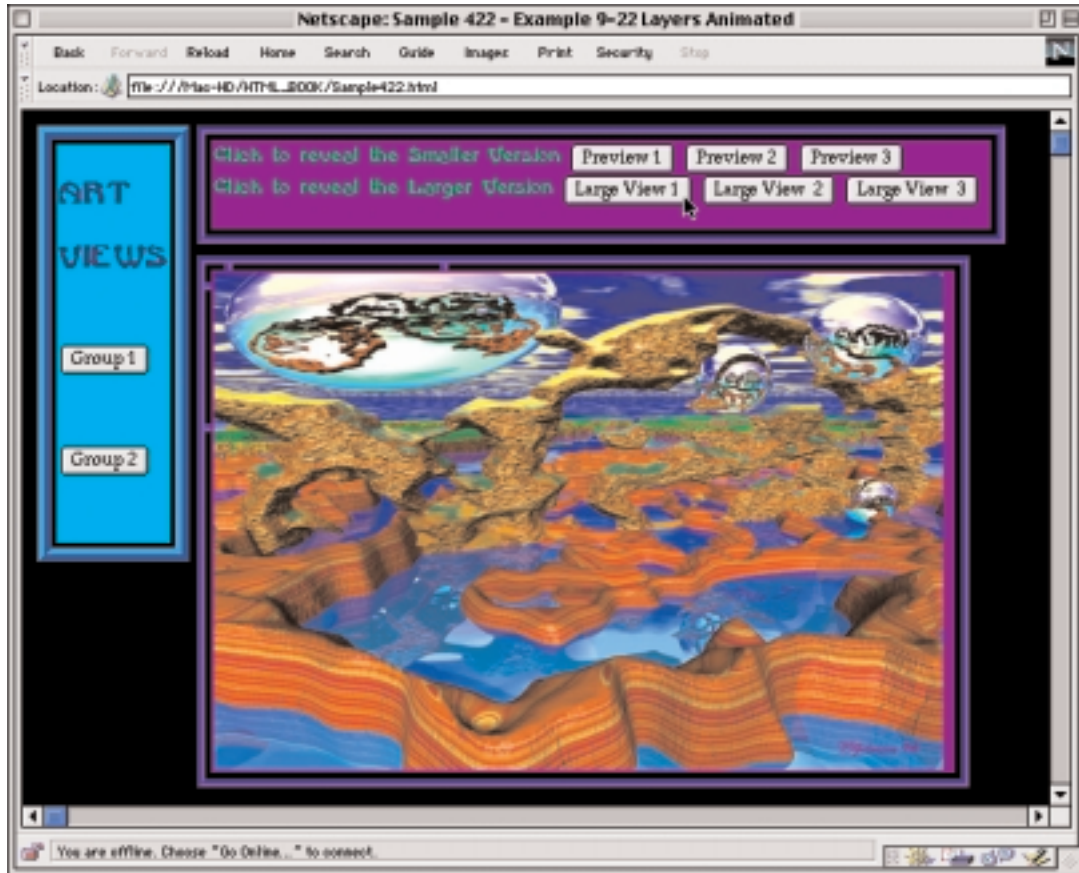 Netscape: Sample 422 - Example 9-22 Layers Animated
Back Forward Reload Home Search Guide Images Print Security Stop
Location: file:///Mac-HD/HTML_BOOK/Sample422.html
ART
VIEWS
Group 1
Group 2
Click to reveal the Smaller Version Preview 1 Preview 2 Preview 3
Click to reveal the Larger Version Large View 1 Large View 2 Large View 3
You are offline. Choose "Go Online..." to connect.